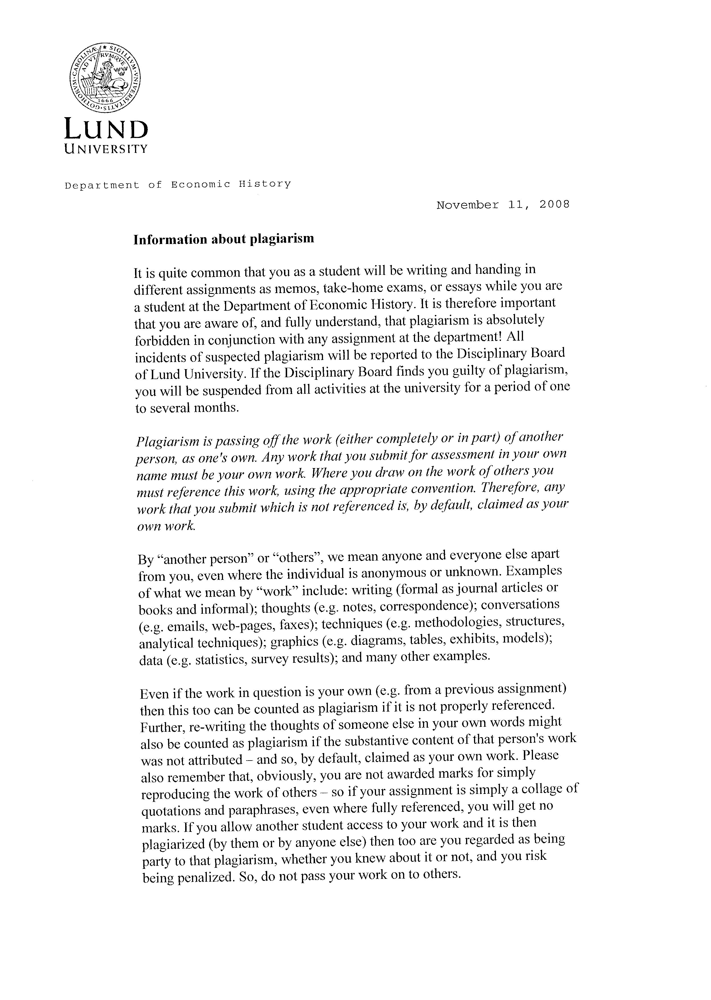 SIGILLVM·VNIVERSITATIS·GOTHORVM·CAROLINÆ *
AD VTRVMQVE
1666
LUND
UNIVERSITY
Department of Economic History
November 11, 2008
Information about plagiarism
It is quite common that you as a student will be writing and handing in
different assignments as memos, take-home exams, or essays while you are
a student at the Department of Economic History. It is therefore important
that you are aware of, and fully understand, that plagiarism is absolutely
forbidden in conjunction with any assignment at the department! All
incidents of suspected plagiarism will be reported to the Disciplinary Board
of Lund University. If the Disciplinary Board finds you guilty of plagiarism,
you will be suspended from all activities at the university for a period of one
to several months.
Plagiarism is passing off the work (either completely or in part) of another
person, as one's own. Any work that you submit for assessment in your own
name must be your own work. Where you draw on the work of others you
must reference this work, using the appropriate convention. Therefore, any
work that you submit which is not referenced is, by default, claimed as your
own work.
By “another person” or “others”, we mean anyone and everyone else apart
from you, even where the individual is anonymous or unknown. Examples
of what we mean by “work” include: writing (formal as journal articles or
books and informal); thoughts (e.g. notes, correspondence); conversations
(e.g. emails, web-pages, faxes); techniques (e.g. methodologies, structures,
analytical techniques); graphics (e.g. diagrams, tables, exhibits, models);
data (e.g. statistics, survey results); and many other examples.
Even if the work in question is your own (e.g. from a previous assignment)
then this too can be counted as plagiarism if it is not properly referenced.
Further, re-writing the thoughts of someone else in your own words might
also be counted as plagiarism if the substantive content of that person's work
was not attributed – and so, by default, claimed as your own work. Please
also remember that, obviously, you are not awarded marks for simply
reproducing the work of others – so if your assignment is simply a collage of
quotations and paraphrases, even where fully referenced, you will get no
marks. If you allow another student access to your work and it is then
plagiarized (by them or by anyone else) then too are you regarded as being
party to that plagiarism, whether you knew about it or not, and you risk
being penalized. So, do not pass your work on to others.